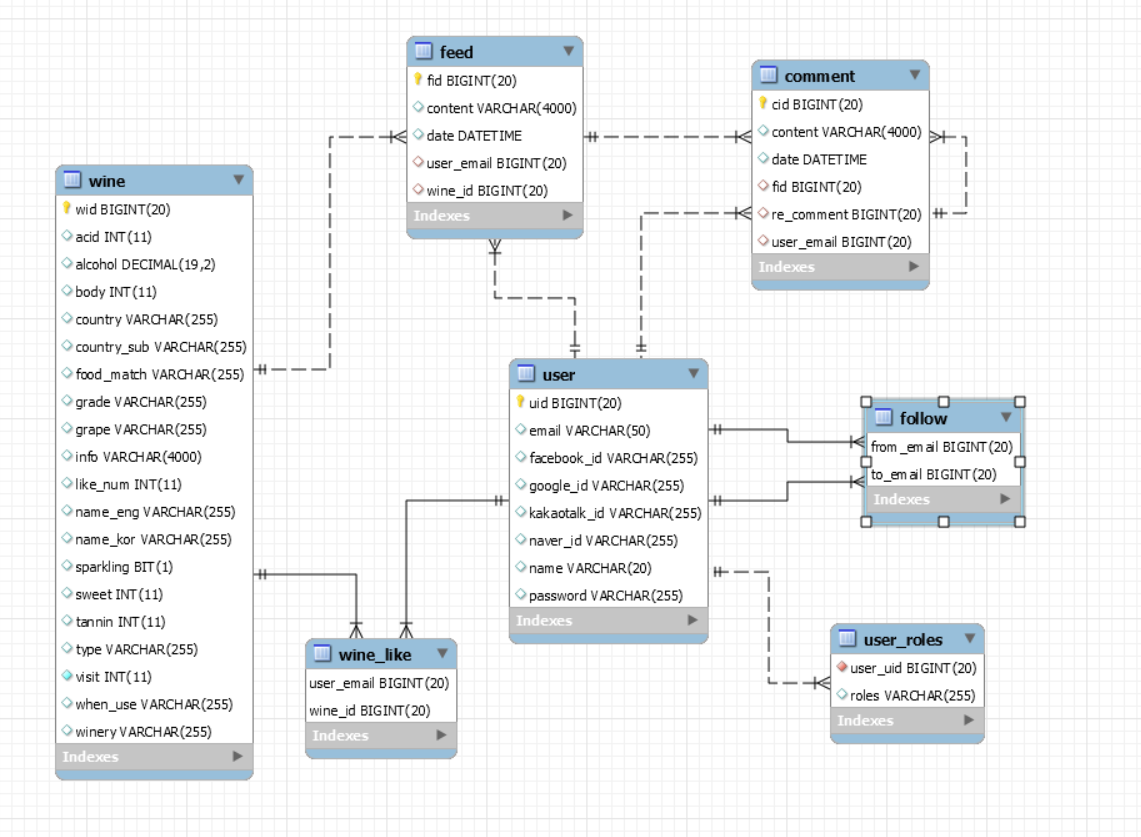 feed
fid BIGINT(20)
content VARCHAR(4000)
date DATETIME
user_email BIGINT(20)
wine_id BIGINT(20)
Indexes
comment
cid BIGINT(20)
content VARCHAR(4000)
date DATETIME
fid BIGINT(20)
re_comment BIGINT(20)
user_email BIGINT(20)
Indexes
wine
wid BIGINT(20)
acid INT(11)
alcohol DECIMAL(19,2)
body INT(11)
country VARCHAR(255)
country_sub VARCHAR(255)
food_match VARCHAR(255)
grade VARCHAR(255)
grape VARCHAR(255)
info VARCHAR(4000)
like_num INT(11)
name_eng VARCHAR(255)
name_kor VARCHAR(255)
sparkling BIT(1)
sweet INT(11)
tannin INT(11)
type VARCHAR(255)
visit INT(11)
when_use VARCHAR(255)
winery VARCHAR(255)
Indexes
user
uid BIGINT(20)
email VARCHAR(50)
facebook_id VARCHAR(255)
google_id VARCHAR(255)
kakaotalk_id VARCHAR(255)
naver_id VARCHAR(255)
name VARCHAR(20)
password VARCHAR(255)
Indexes
follow
from_email BIGINT(20)
to_email BIGINT(20)
Indexes
wine_like
user_email BIGINT(20)
wine_id BIGINT(20)
Indexes
user_roles
user_uid BIGINT(20)
roles VARCHAR(255)
Indexes